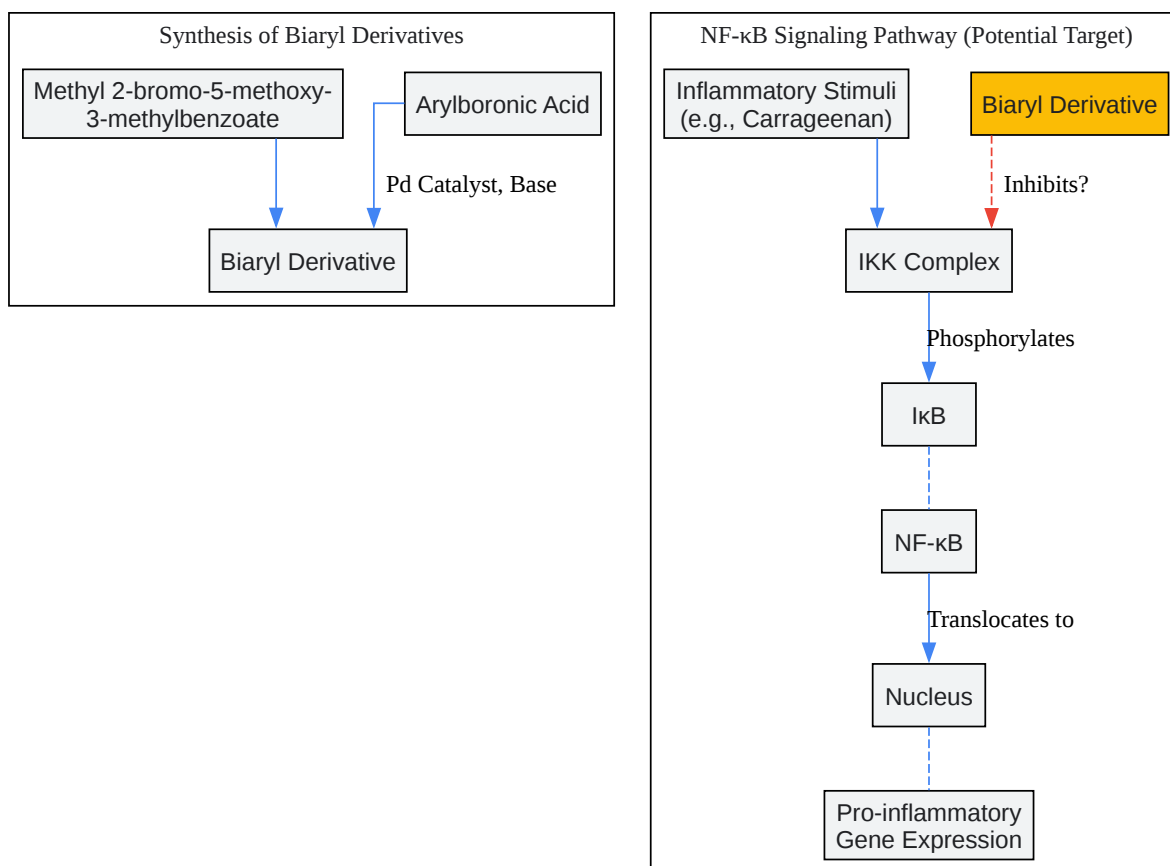 Synthesis of Biaryl Derivatives
Methyl 2-bromo-5-methoxy-
3-methylbenzoate
Arylboronic Acid
Pd Catalyst, Base
Biaryl Derivative
NF-κB Signaling Pathway (Potential Target)
Inflammatory Stimuli
(e.g., Carrageenan)
Biaryl Derivative
Inhibits?
IKK Complex
Phosphorylates
IκB
NF-κB
Translocates to
Nucleus
Pro-inflammatory
Gene Expression